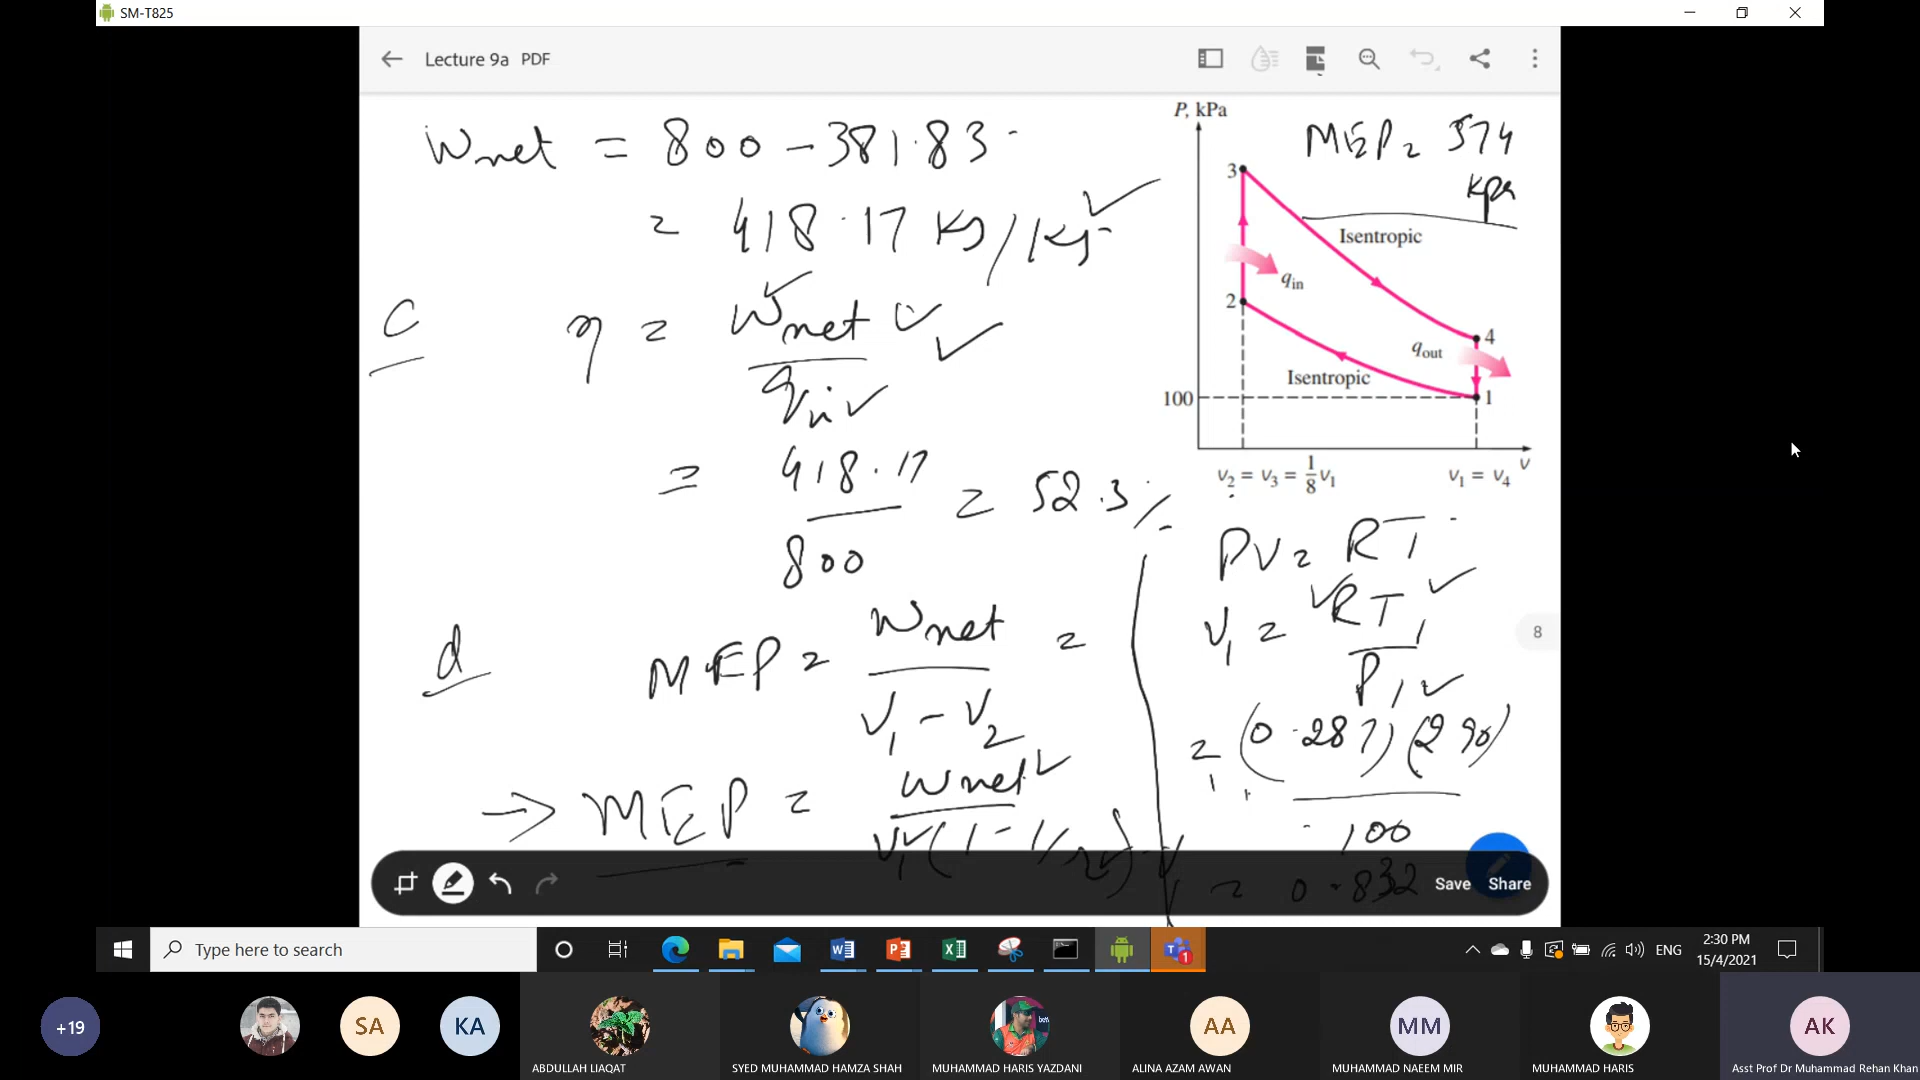 SM-T825
Lecture 9a PDF
Wnet = 800 - 381.83
= 418.17 KJ/Kg
c η = Wnet
qin
= 418.17 = 52.3 %
800
d MEP = Wnet =
V1 - V2
→ MEP = Wnet
V1(1 - 1/r)
P, kPa
MEP = 574
kpa
3
Isentropic
qin
2
4
qout
Isentropic
100
1
v
v2 = v3 = 1/8 v1
v1 = v4
PV = RT
V1 = RT1
P1
= (0.287)(290)
100
V1 = 0.832
8
Save Share
Type here to search
ENG
2:30 PM
15/4/2021
1
+19
SA
KA
AA
MM
AK
ABDULLAH LIAQAT
SYED MUHAMMAD HAMZA SHAH
MUHAMMAD HARIS YAZDANI
ALINA AZAM AWAN
MUHAMMAD NAEEM MIR
MUHAMMAD HARIS
Asst Prof Dr Muhammad Rehan Khan